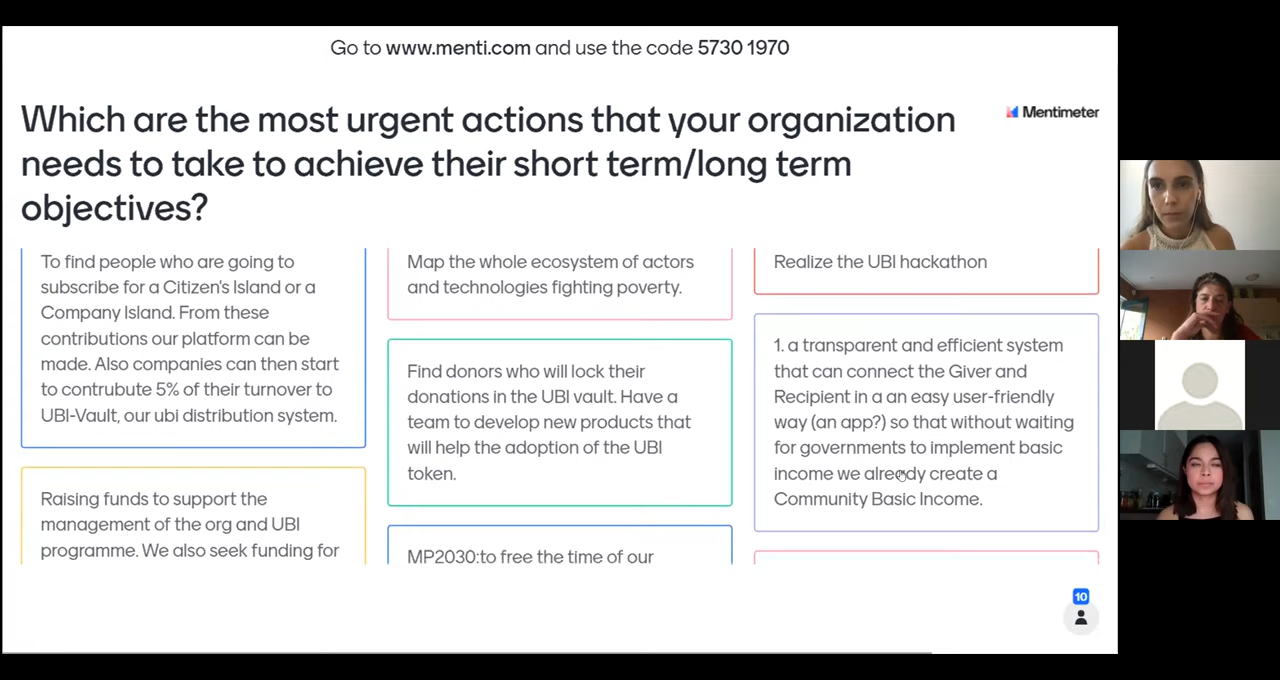 Go to www.menti.com and use the code 5730 1970
Mentimeter
Which are the most urgent actions that your organization
needs to take to achieve their short term/long term
objectives?
To find people who are going to
subscribe for a Citizen's Island or a
Company Island. From these
contributions our platform can be
made. Also companies can then start
to contrubute 5% of their turnover to
UBI-Vault, our ubi distribution system.
Raising funds to support the
management of the org and UBI
programme. We also seek funding for
Map the whole ecosystem of actors
and technologies fighting poverty.
Find donors who will lock their
donations in the UBI vault. Have a
team to develop new products that
will help the adoption of the UBI
token.
MP2030:to free the time of our
Realize the UBI hackathon
1. a transparent and efficient system
that can connect the Giver and
Recipient in a an easy user-friendly
way (an app?) so that without waiting
for governments to implement basic
income we already create a
Community Basic Income.
10